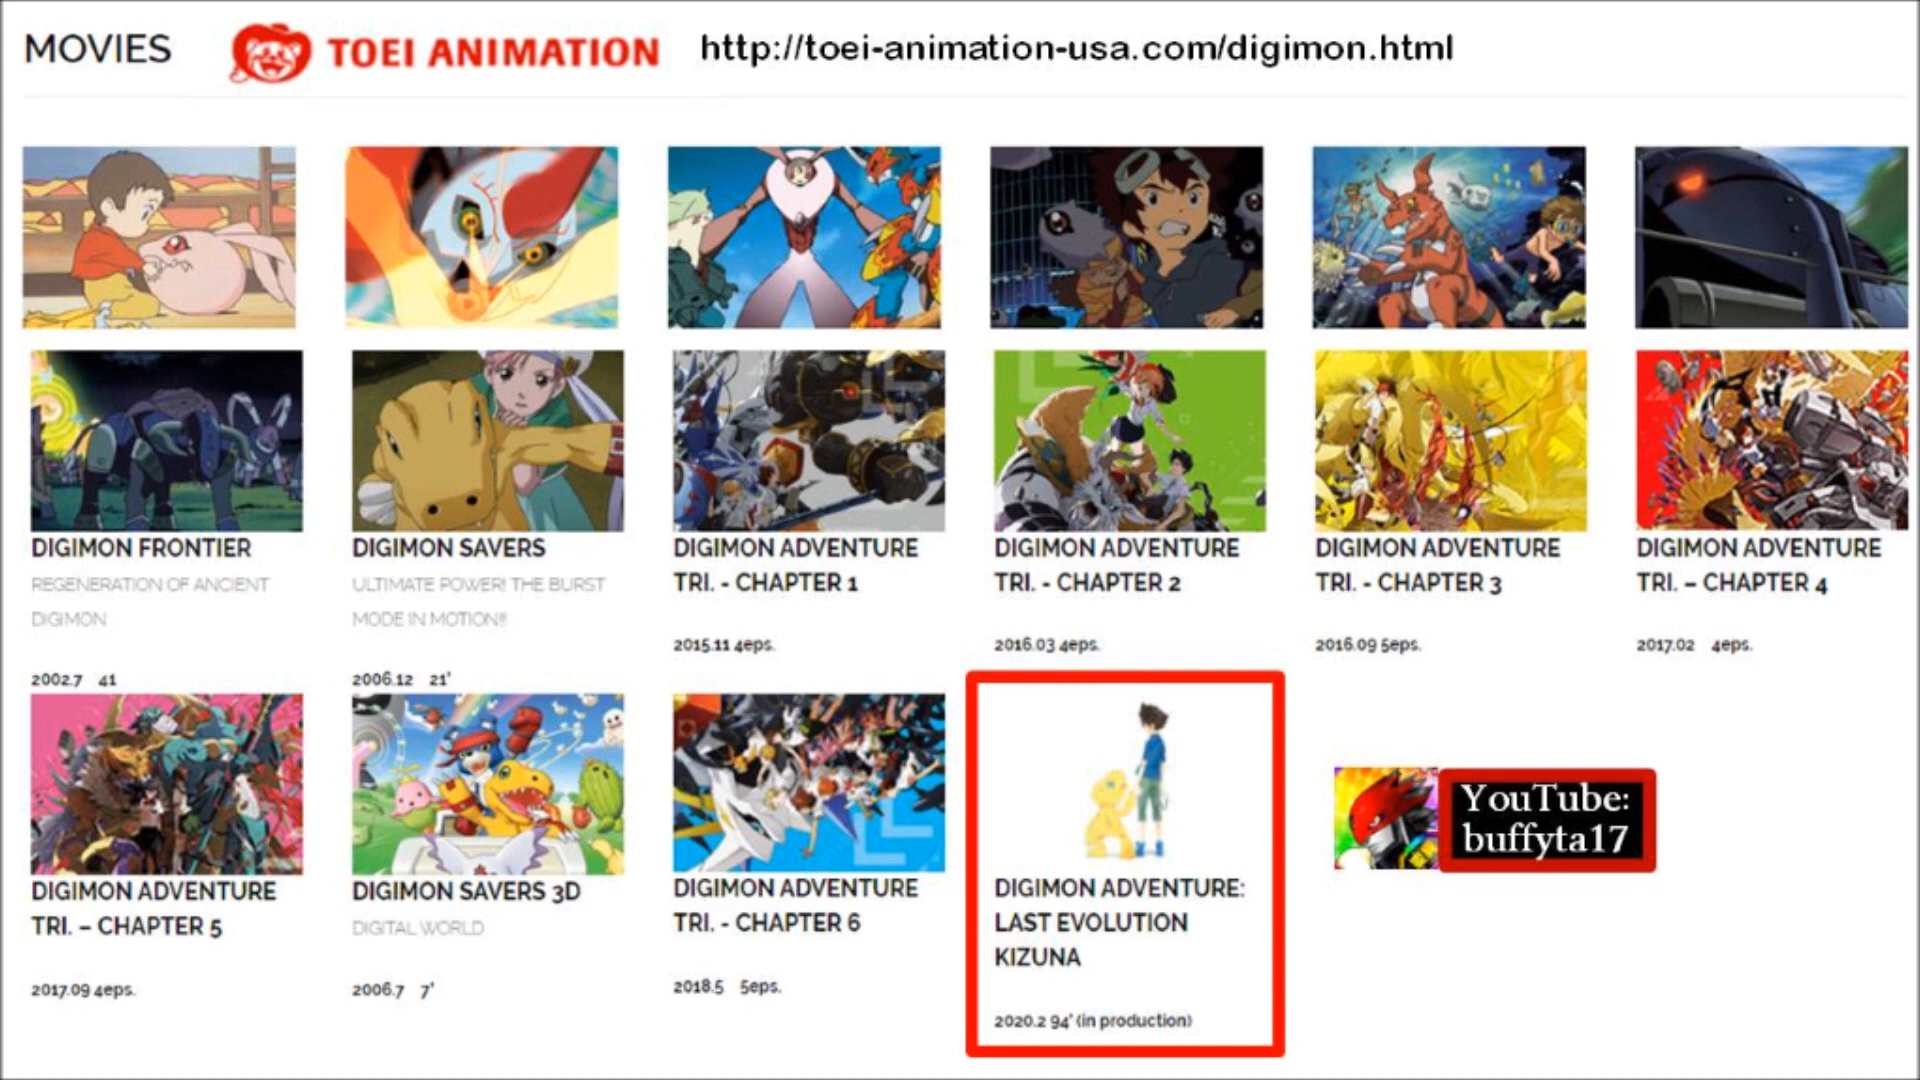 MOVIES
TOEI ANIMATION
http://toei-animation-usa.com/digimon.html
DIGIMON FRONTIER
REGENERATION OF ANCIENT
DIGIMON
2002.7 41
DIGIMON SAVERS
ULTIMATE POWER! THE BURST
MODE IN MOTION!!
2006.12 21'
DIGIMON ADVENTURE
TRI. - CHAPTER 1
2015.11 4eps.
DIGIMON ADVENTURE
TRI. - CHAPTER 2
2016.03 4eps.
DIGIMON ADVENTURE
TRI. - CHAPTER 3
2016.09 5eps.
DIGIMON ADVENTURE
TRI. – CHAPTER 4
2017.02 4eps.
DIGIMON ADVENTURE
TRI. – CHAPTER 5
2017.09 4eps.
DIGIMON SAVERS 3D
DIGITAL WORLD
2006.7 7'
DIGIMON ADVENTURE
TRI. - CHAPTER 6
2018.5 5eps.
DIGIMON ADVENTURE:
LAST EVOLUTION
KIZUNA
2020.2 94' (in production)
YouTube:
buffyta17